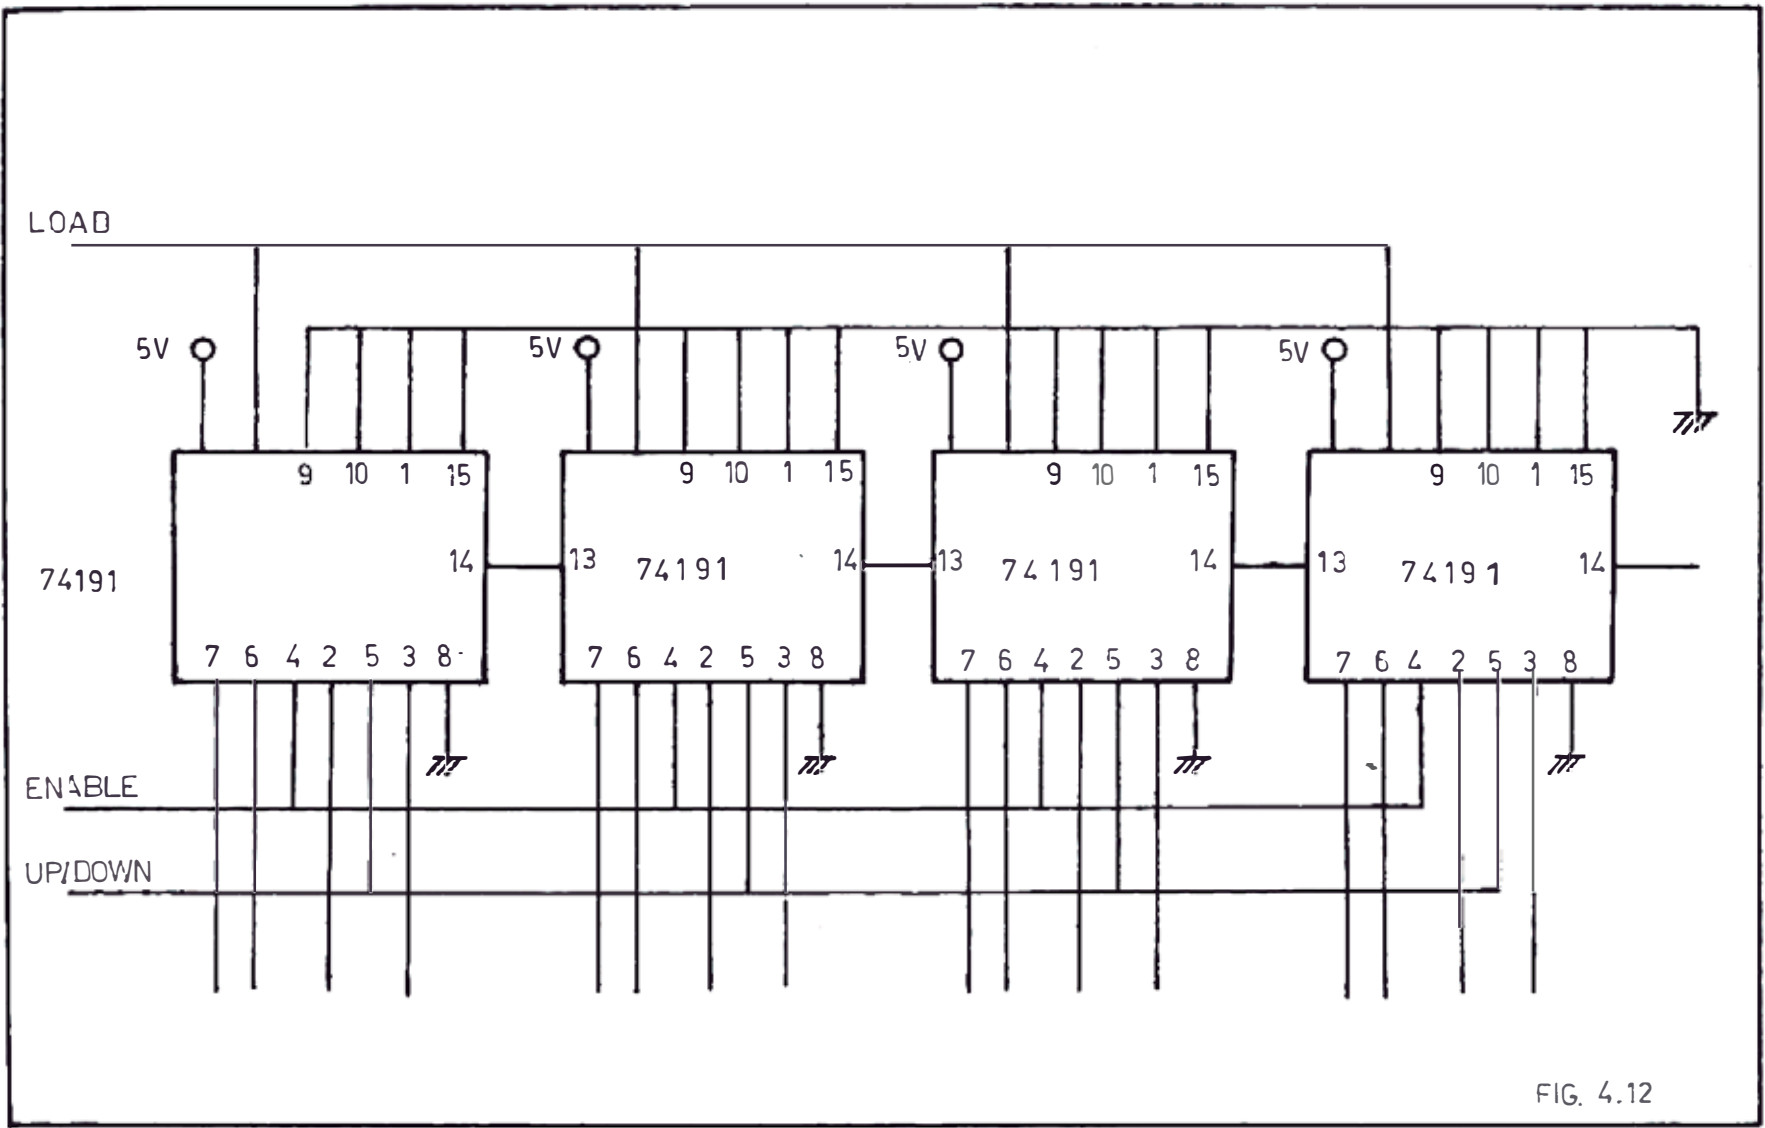 LOAD
5V 5V 5V 5V
9 10 1 15 9 10 1 15 9 10 1 15 9 10 1 15
14 13 74191 14 13 74191 14 13 74191 14
74191
7 6 4 2 5 3 8 7 6 4 2 5 3 8 7 6 4 2 5 3 8 7 6 4 2 5 3 8
ENABLE
UP/DOWN
FIG. 4.12